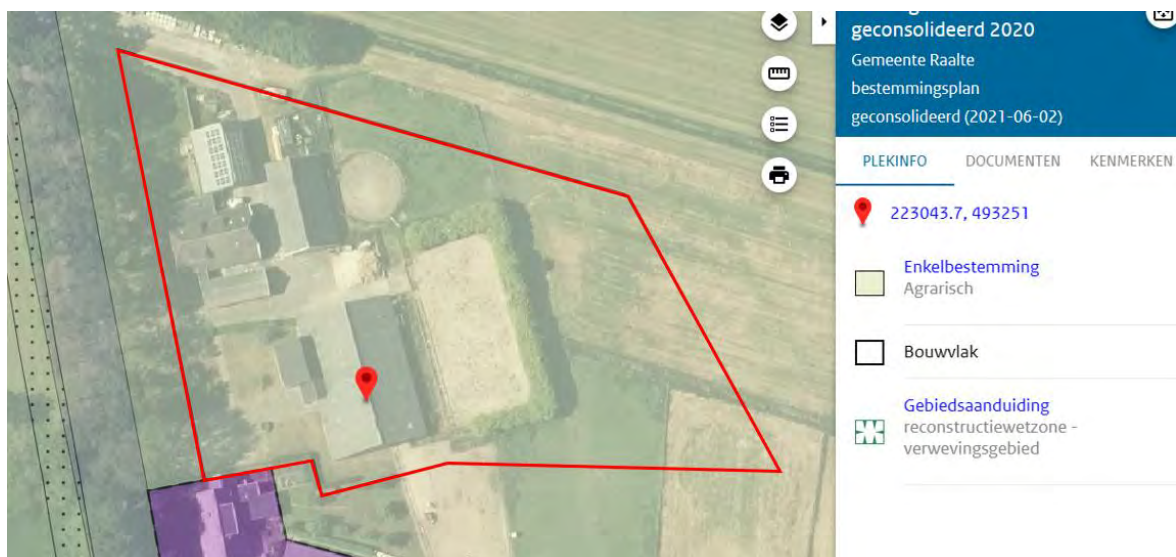 geconsolideerd 2020
Gemeente Raalte
bestemmingsplan
geconsolideerd (2021-06-02)
PLEKINFO DOCUMENTEN KENMERKEN
223043.7, 493251
Enkelbestemming
Agrarisch
Bouwvlak
Gebiedsaanduiding
reconstructiewetzone -
verwevingsgebied